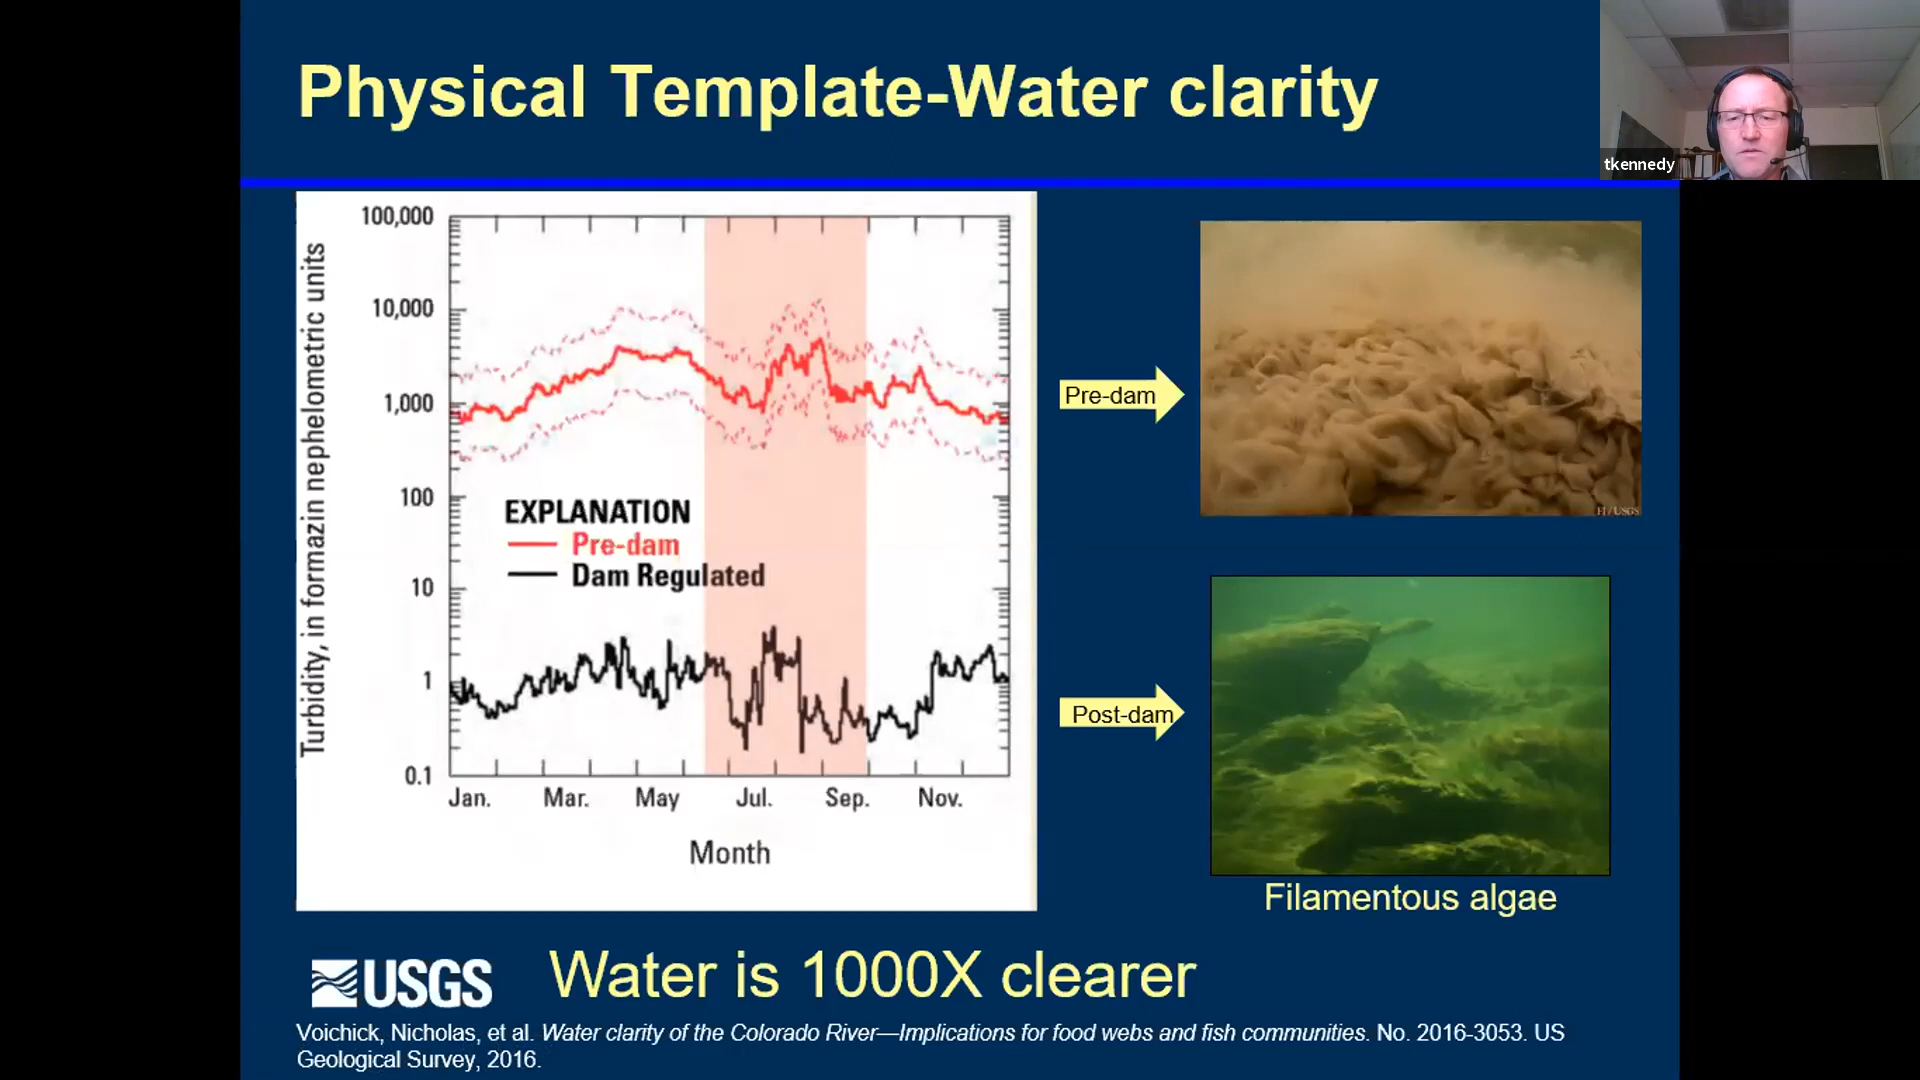 Physical Template-Water clarity
tkennedy
Turbidity, in formazin nephelometric units
100,000
10,000
1,000
100
10
1
0.1
EXPLANATION
Pre-dam
Dam Regulated
Jan.
Mar.
May
Jul.
Sep.
Nov.
Month
Pre-dam
Post-dam
Filamentous algae
USGS
Water is 1000X clearer
Voichick, Nicholas, et al. Water clarity of the Colorado River—Implications for food webs and fish communities. No. 2016-3053. US
Geological Survey, 2016.